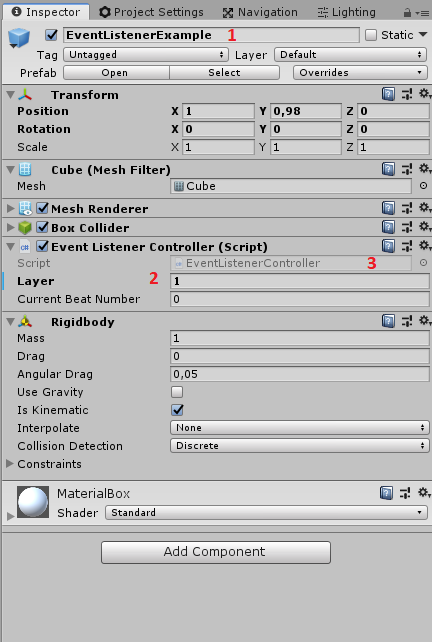 Inspector Project Settings Navigation Lighting
EventListenerExample 1 Static
Tag Untagged Layer Default
Prefab Open Select Overrides
Transform
Position X 1 Y 0,98 Z 0
Rotation X 0 Y 0 Z 0
Scale X 1 Y 1 Z 1
Cube (Mesh Filter)
Mesh Cube
Mesh Renderer
Box Collider
Event Listener Controller (Script)
Script EventListenerController 3
Layer 2 1
Current Beat Number 0
Rigidbody
Mass 1
Drag 0
Angular Drag 0,05
Use Gravity
Is Kinematic
Interpolate None
Collision Detection Discrete
Constraints
MaterialBox
Shader Standard
Add Component